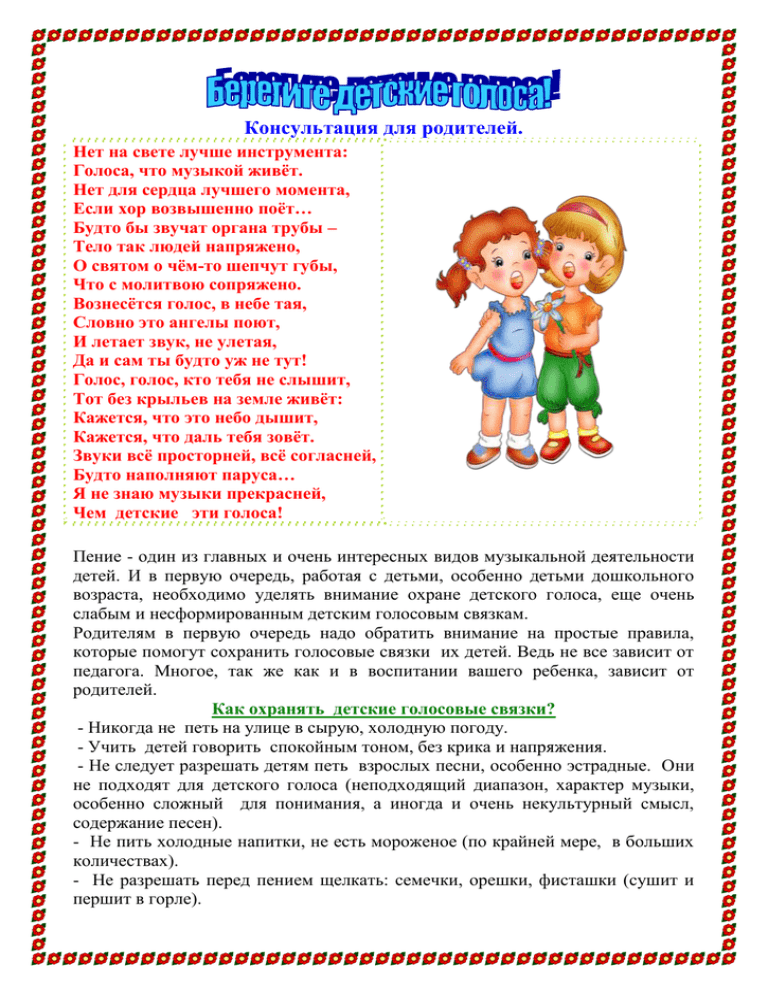 Берегите детские голоса!
Консультация для родителей.
Нет на свете лучше инструмента:
Голоса, что музыкой живёт.
Нет для сердца лучшего момента,
Если хор возвышенно поёт…
Будто бы звучат органа трубы –
Тело так людей напряжено,
О святом о чём-то шепчут губы,
Что с молитвою сопряжено.
Вознесётся голос, в небе тая,
Словно это ангелы поют,
И летает звук, не улетая,
Да и сам ты будто уж не тут!
Голос, голос, кто тебя не слышит,
Тот без крыльев на земле живёт:
Кажется, что это небо дышит,
Кажется, что даль тебя зовёт.
Звуки всё просторней, всё согласней,
Будто наполняют паруса…
Я не знаю музыки прекрасней,
Чем детские эти голоса!
Пение - один из главных и очень интересных видов музыкальной деятельности
детей. И в первую очередь, работая с детьми, особенно детьми дошкольного
возраста, необходимо уделять внимание охране детского голоса, еще очень
слабым и несформированным детским голосовым связкам.
Родителям в первую очередь надо обратить внимание на простые правила,
которые помогут сохранить голосовые связки их детей. Ведь не все зависит от
педагога. Многое, так же как и в воспитании вашего ребенка, зависит от
родителей.
Как охранять детские голосовые связки?
- Никогда не петь на улице в сырую, холодную погоду.
- Учить детей говорить спокойным тоном, без крика и напряжения.
- Не следует разрешать детям петь взрослых песни, особенно эстрадные. Они
не подходят для детского голоса (неподходящий диапазон, характер музыки,
особенно сложный для понимания, а иногда и очень некультурный смысл,
содержание песен).
- Не пить холодные напитки, не есть мороженое (по крайней мере, в больших
количествах).
- Не разрешать перед пением щелкать: семечки, орешки, фисташки (сушит и
першит в горле).